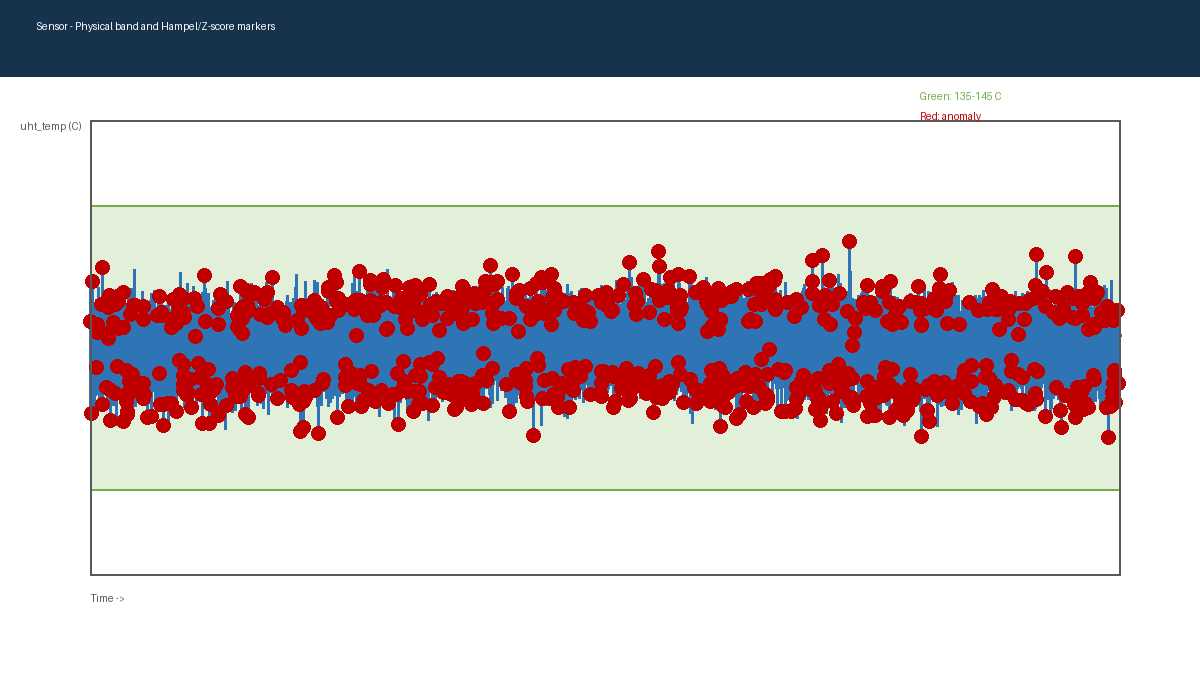 Sensor - Physical band and Hampel/Z-score markers
Green: 135-145 C
Red: anomaly
uht_temp (C)
Time ->